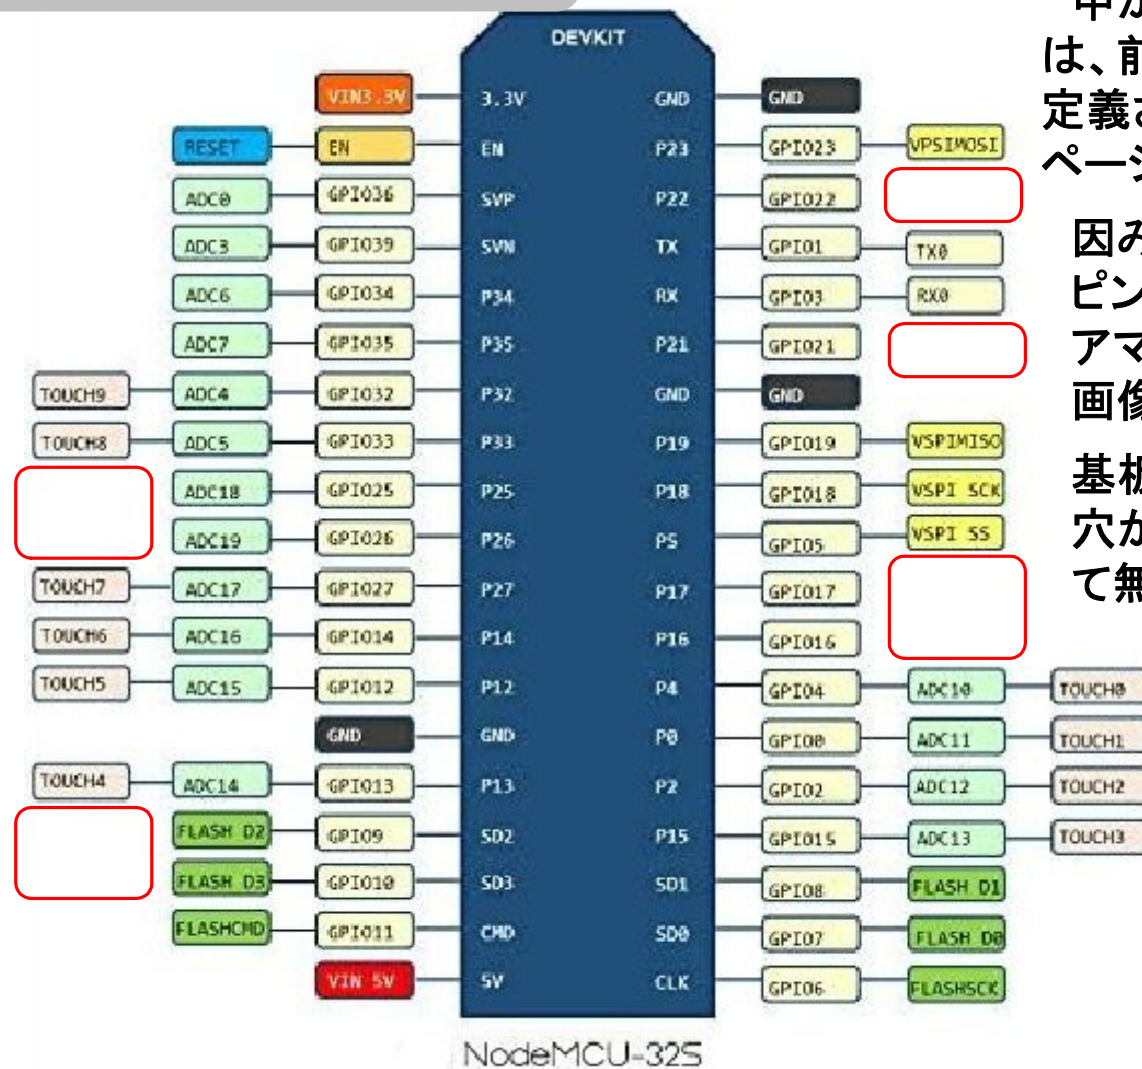 DEVKIT
VIN3.3V 3.3V GND GND
RESET EN EN P23 GPIO23 VPSIMOSI
ADC0 GPIO36 SVP P22 GPIO22
ADC3 GPIO39 SVN TX GPIO1 TX0
ADC6 GPIO34 P34 RX GPIO3 RX0
ADC7 GPIO35 P35 P21 GPIO21
TOUCH9 ADC4 GPIO32 P32 GND GND
TOUCH8 ADC5 GPIO33 P33 P19 GPIO19 VSPIMISO
ADC18 GPIO25 P25 P18 GPIO18 VSPI SCK
ADC19 GPIO26 P26 P5 GPIO5 VSPI SS
TOUCH7 ADC17 GPIO27 P27 P17 GPIO17
TOUCH6 ADC16 GPIO14 P14 P16 GPIO16
TOUCH5 ADC15 GPIO12 P12 P4 GPIO4 ADC10 TOUCH0
GND GND P0 GPIO0 ADC11 TOUCH1
TOUCH4 ADC14 GPIO13 P13 P2 GPIO2 ADC12 TOUCH2
FLASH D2 GPIO9 SD2 P15 GPIO15 ADC13 TOUCH3
FLASH D3 GPIO10 SD3 SD1 GPIO8 FLASH D1
FLASHCMD GPIO11 CMD SD0 GPIO7 FLASH D0
VIN 5V 5V CLK GPIO6 FLASHSCK
NodeMCU-32S
は、前
定義
ページ
因み
ピン
アマ
画像
基板
穴が
て無